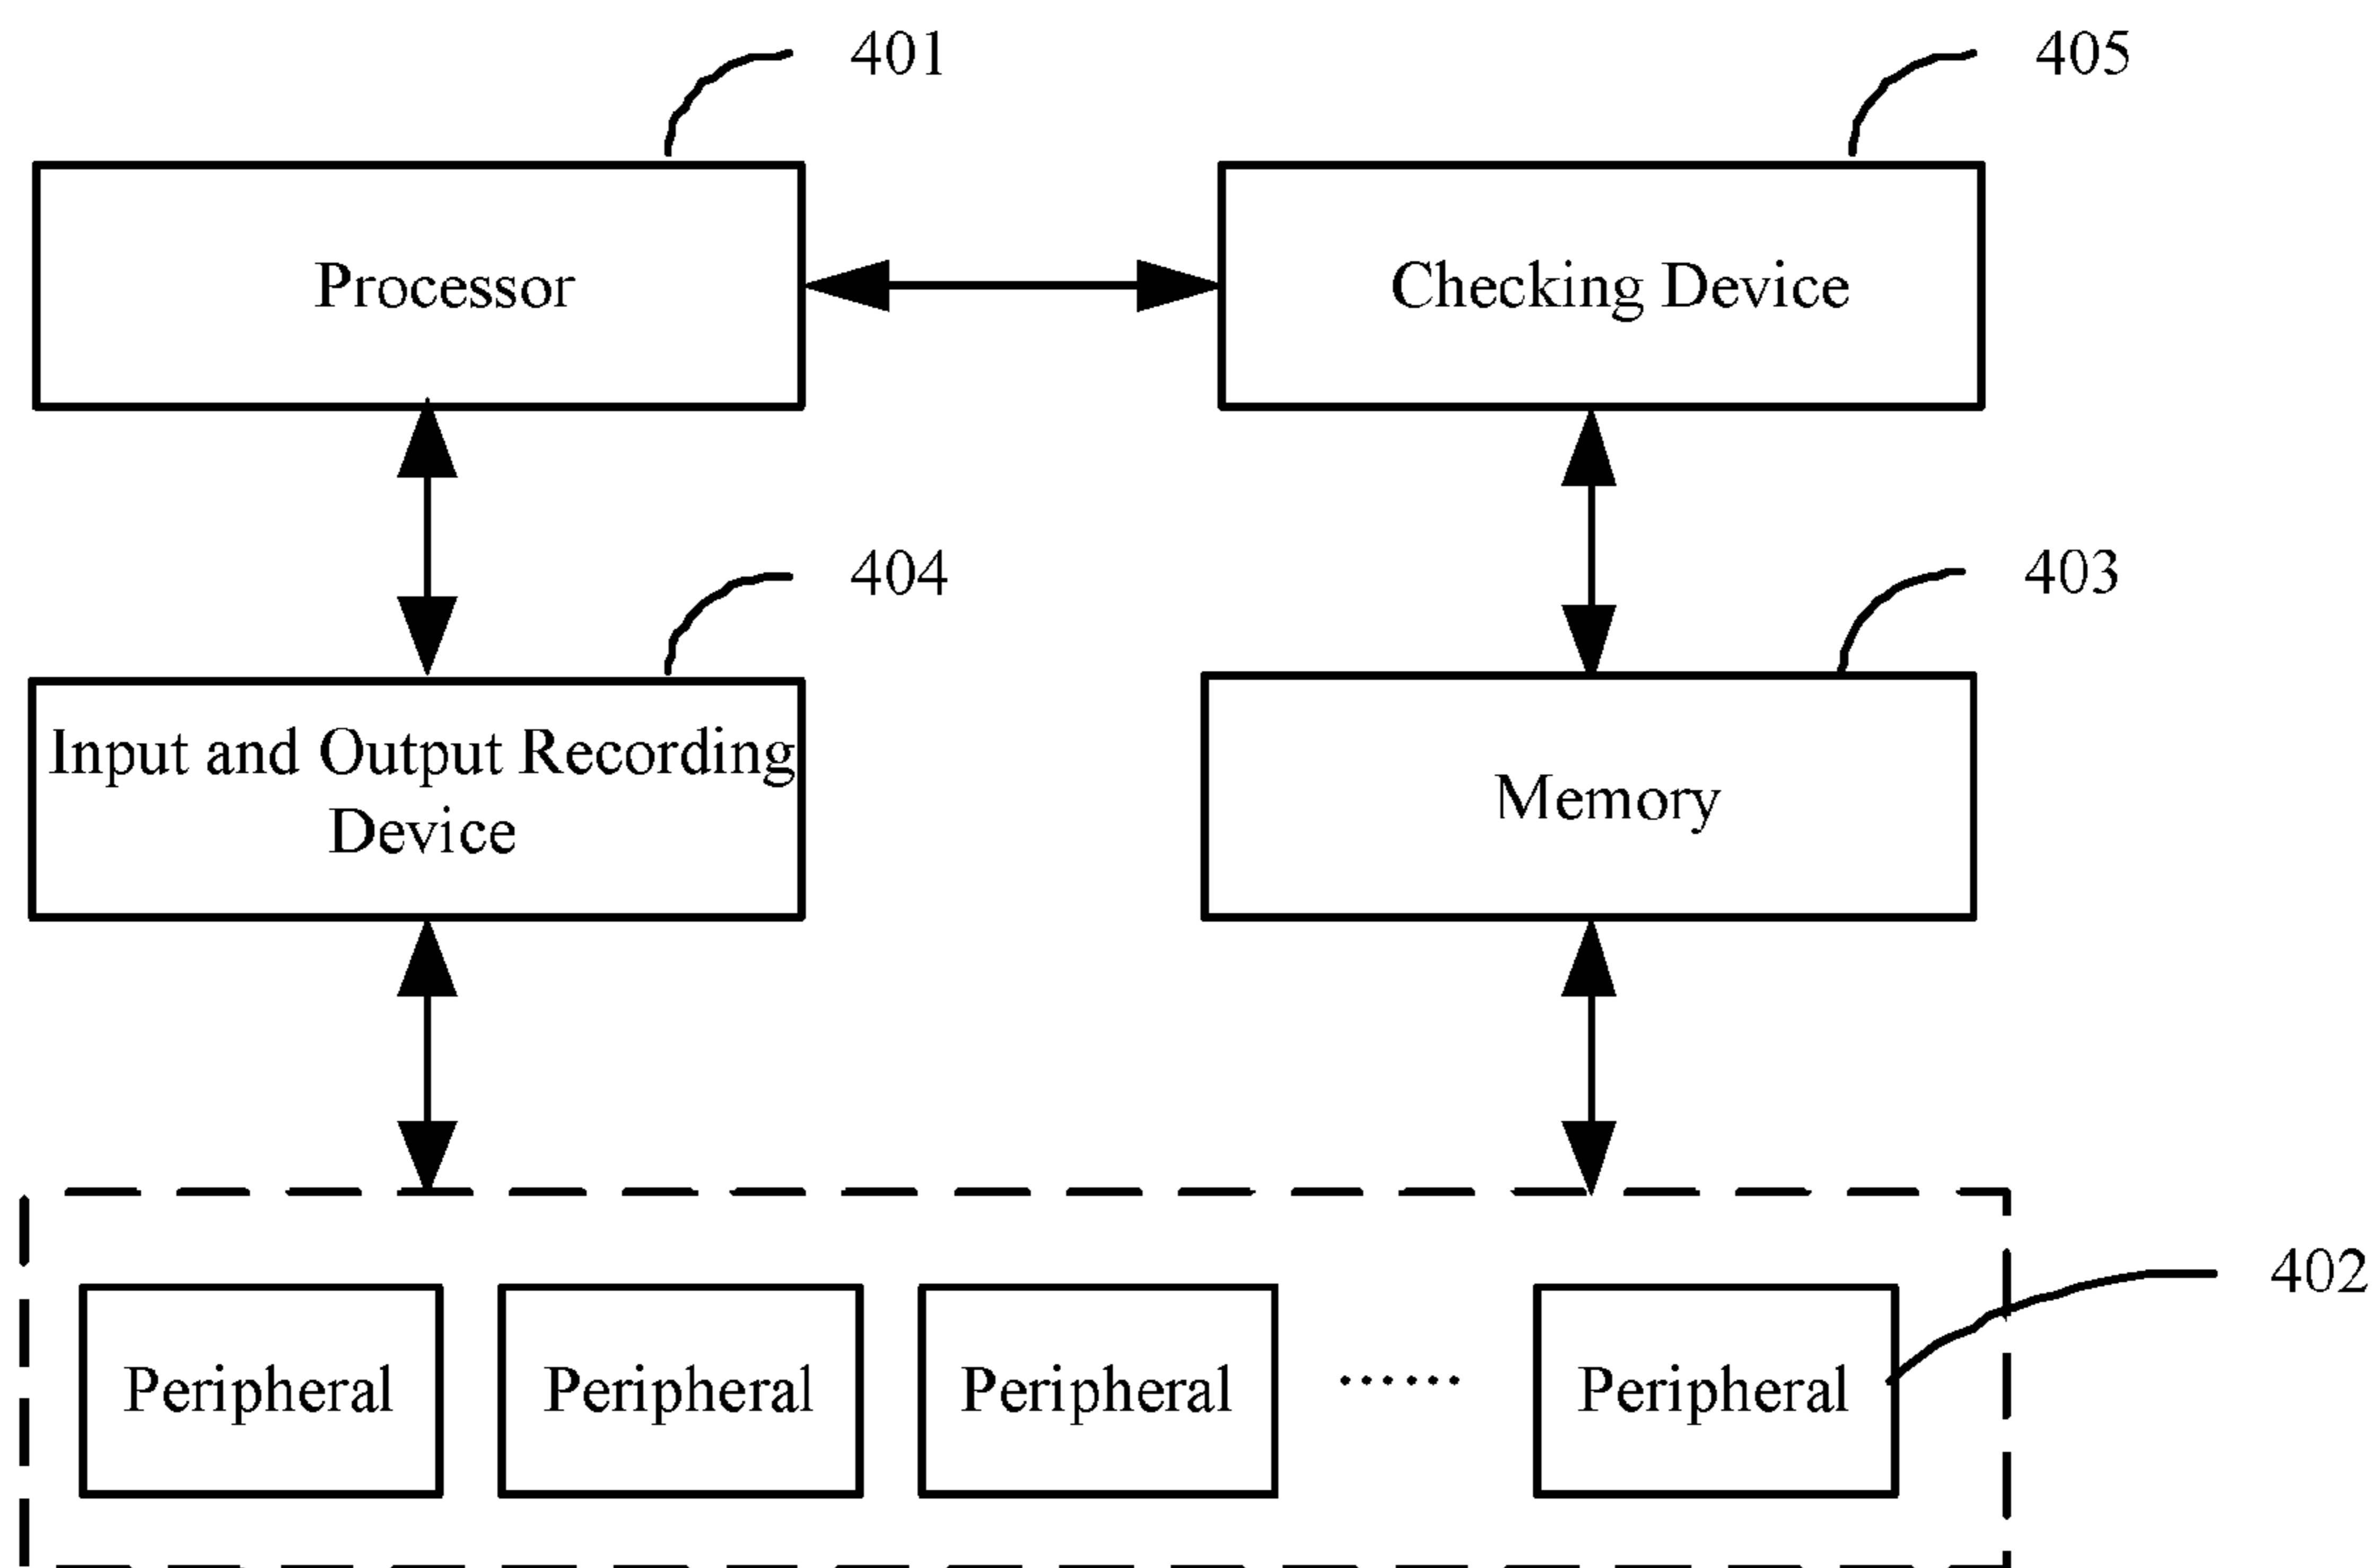 401
405
Processor
Checking Device
404
403
Input and Output Recording
Device
Memory
402
Peripheral
Peripheral
Peripheral
......
Peripheral